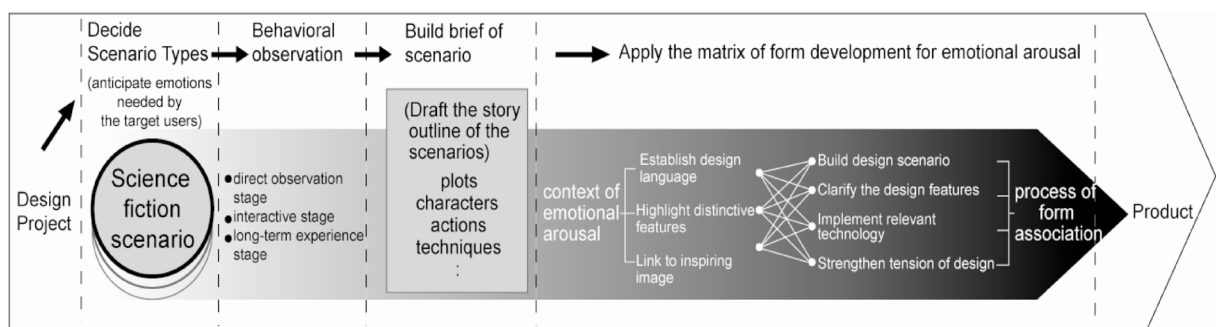 Decide
Scenario Types
(anticipate emotions
needed by
the target users)
Behavioral
observation
Build brief of
scenario
Apply the matrix of form development for emotional arousal
Design
Project
Science
fiction
scenario
●direct observation
stage
●interactive stage
●long-term experience
stage
(Draft the story
outline of the
scenarios)
plots
characters
actions
techniques
:
context of
emotional
arousal
Establish design
language
Highlight distinctive
features
Link to inspiring
image
Build design scenario
Clarify the design features
Implement relevant
technology
Strengthen tension of design
process of
form
association
Product